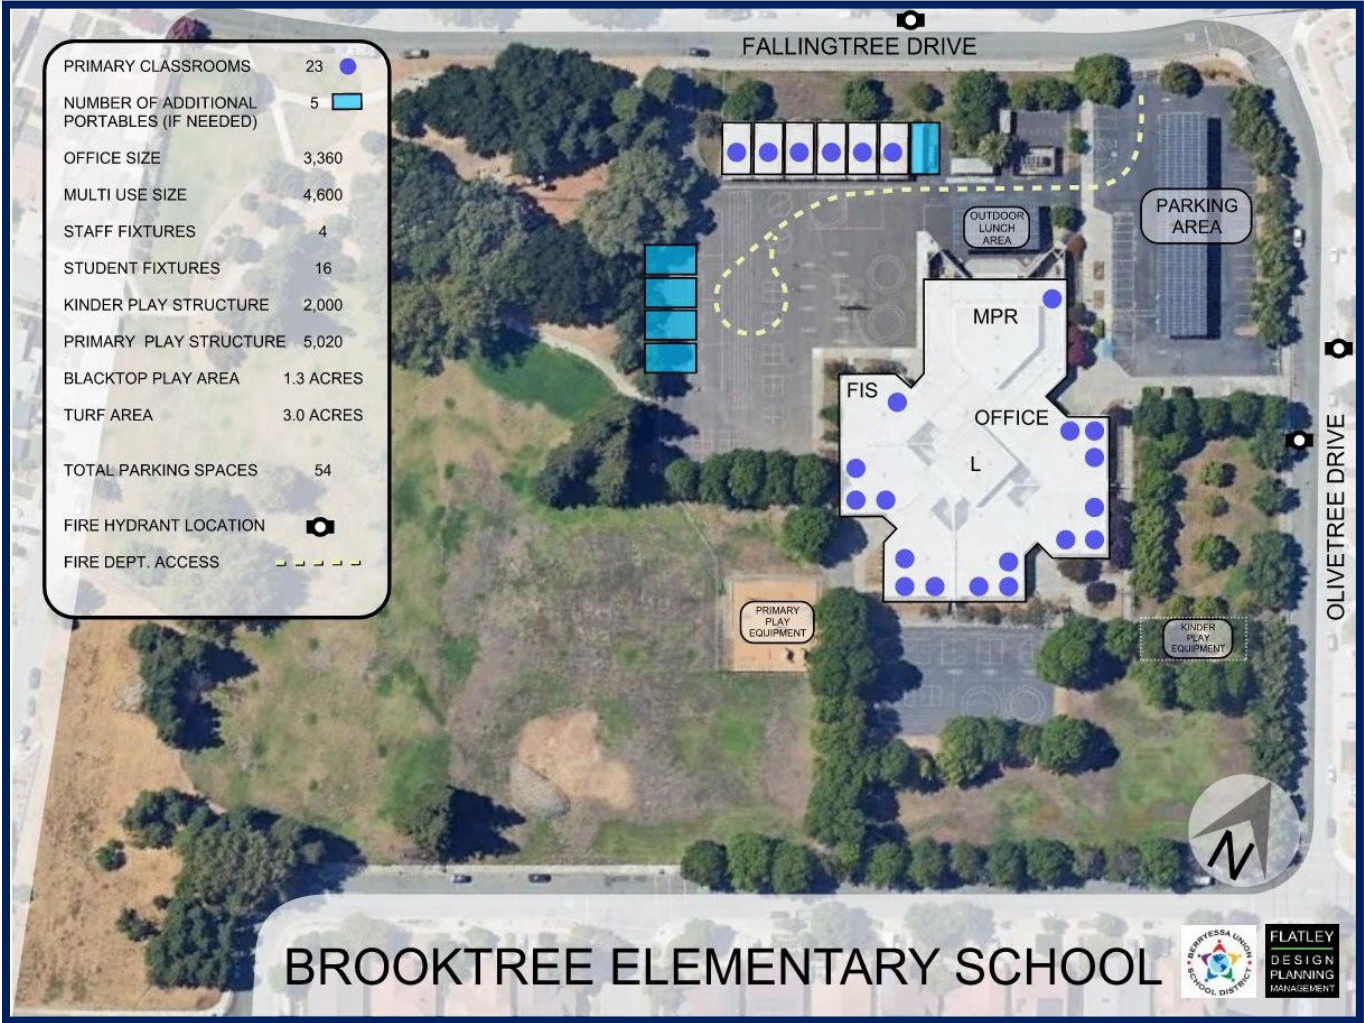 FALLINGTREE DRIVE
PRIMARY CLASSROOMS 23
NUMBER OF ADDITIONAL 5
PORTABLES (IF NEEDED)
OFFICE SIZE 3,360
MULTI USE SIZE 4,600
STAFF FIXTURES 4
STUDENT FIXTURES 16
KINDER PLAY STRUCTURE 2,000
PRIMARY PLAY STRUCTURE 5,020
BLACKTOP PLAY AREA 1.3 ACRES
TURF AREA 3.0 ACRES
TOTAL PARKING SPACES 54
FIRE HYDRANT LOCATION
FIRE DEPT. ACCESS
OUTDOOR
LUNCH
AREA
PARKING
AREA
MPR
FIS
OFFICE
L
OLIVETREE DRIVE
PRIMARY
PLAY
EQUIPMENT
KINDER
PLAY
EQUIPMENT
N
BROOKTREE ELEMENTARY SCHOOL
BERRYESSA UNION
SCHOOL DISTRICT
FLATLEY
DESIGN
PLANNING
MANAGEMENT